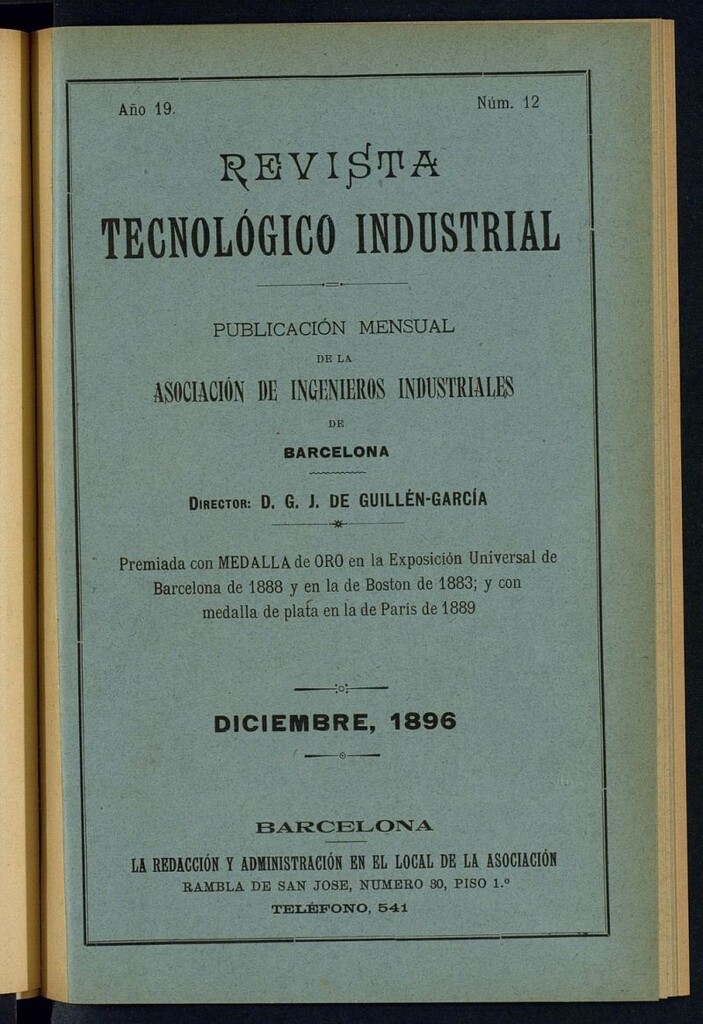 Año 19.
Núm. 12
REVISTA
TECNOLÓGICO INDUSTRIAL
PUBLICACIÓN MENSUAL
DE LA
ASOCIACIÓN DE INGENIEROS INDUSTRIALES
DE
BARCELONA
DIRECTOR: D. G. J. DE GUILLÉN-GARCÍA
Premiada con MEDALLA de ORO en la Exposición Universal de
Barcelona de 1888 y en la de Boston de 1883; y con
medalla de plata en la de París de 1889
DICIEMBRE, 1896
BARCELONA
LA REDACCIÓN Y ADMINISTRACIÓN EN EL LOCAL DE LA ASOCIACIÓN
RAMBLA DE SAN JOSE, NUMERO 30, PISO 1.º
TELÉFONO, 541